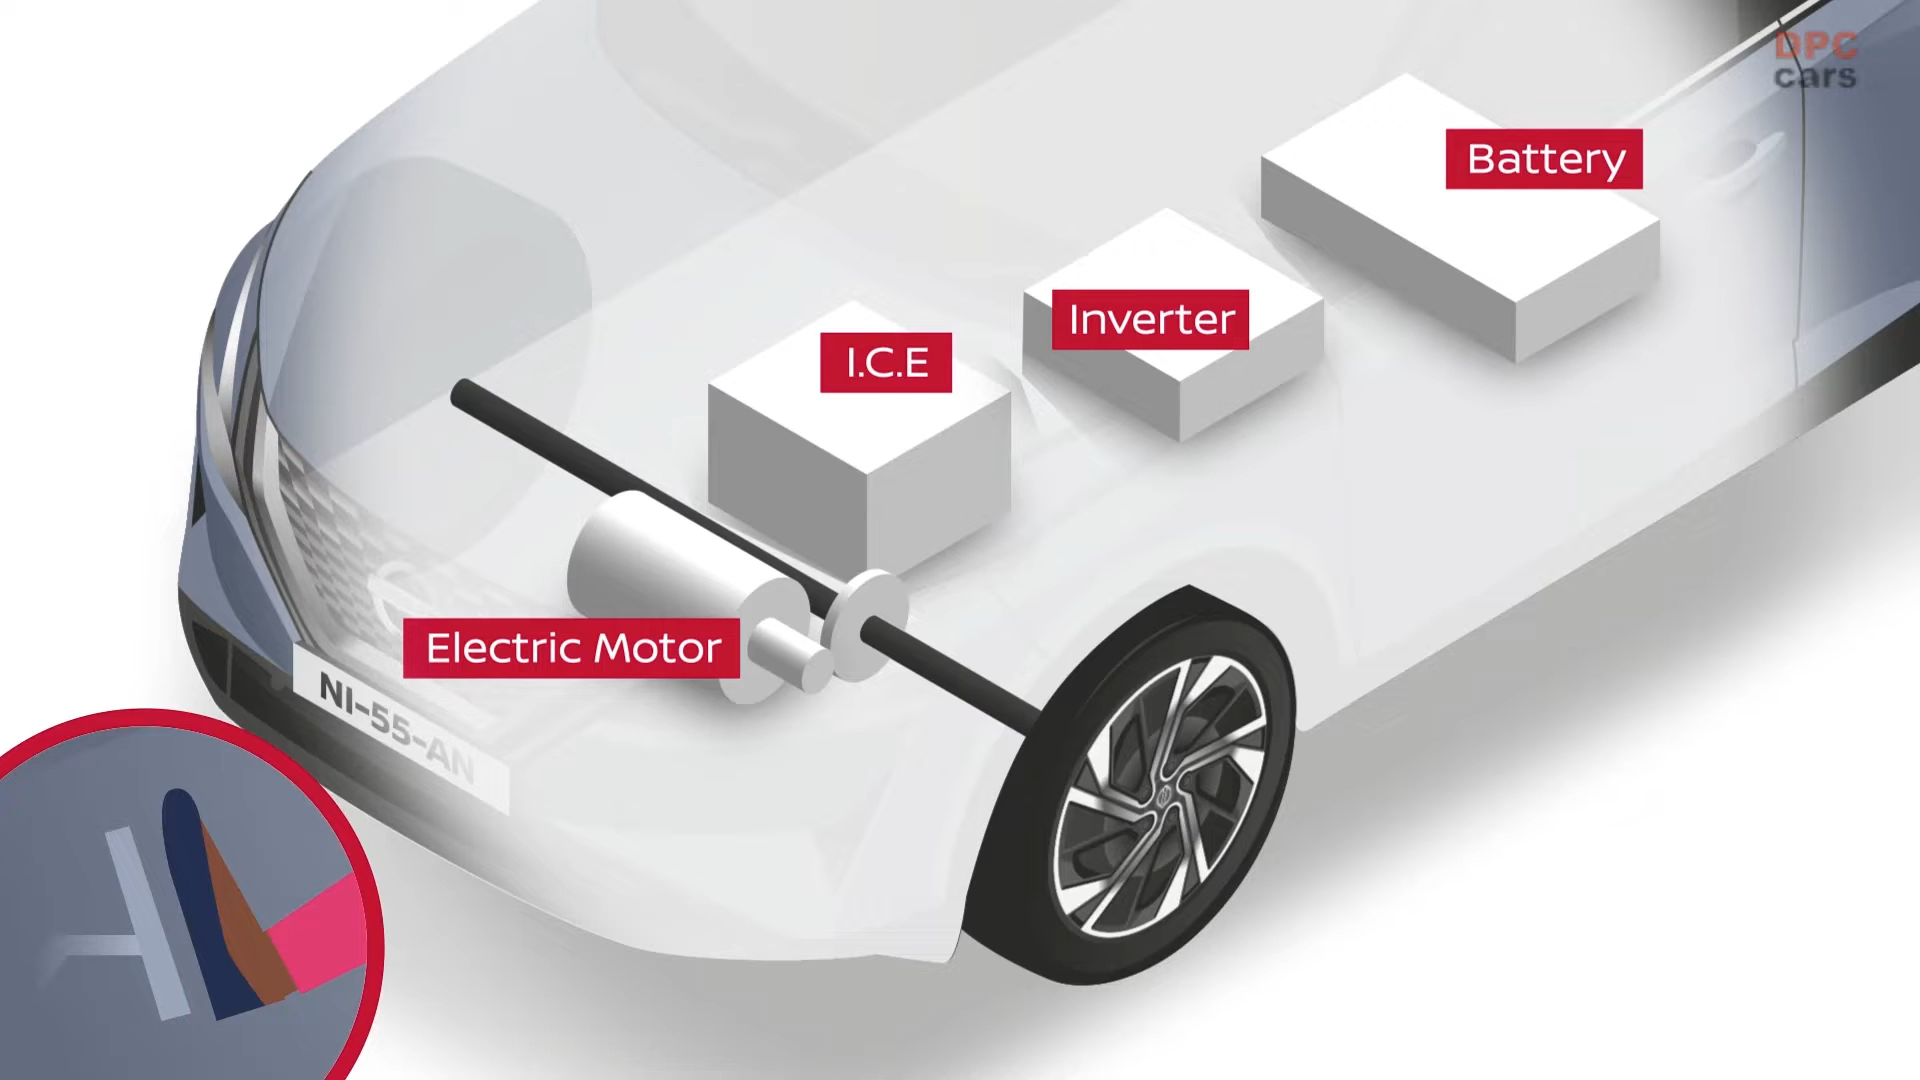 DPC
cars
Battery
Inverter
I.C.E
Electric Motor
NI-55-AN